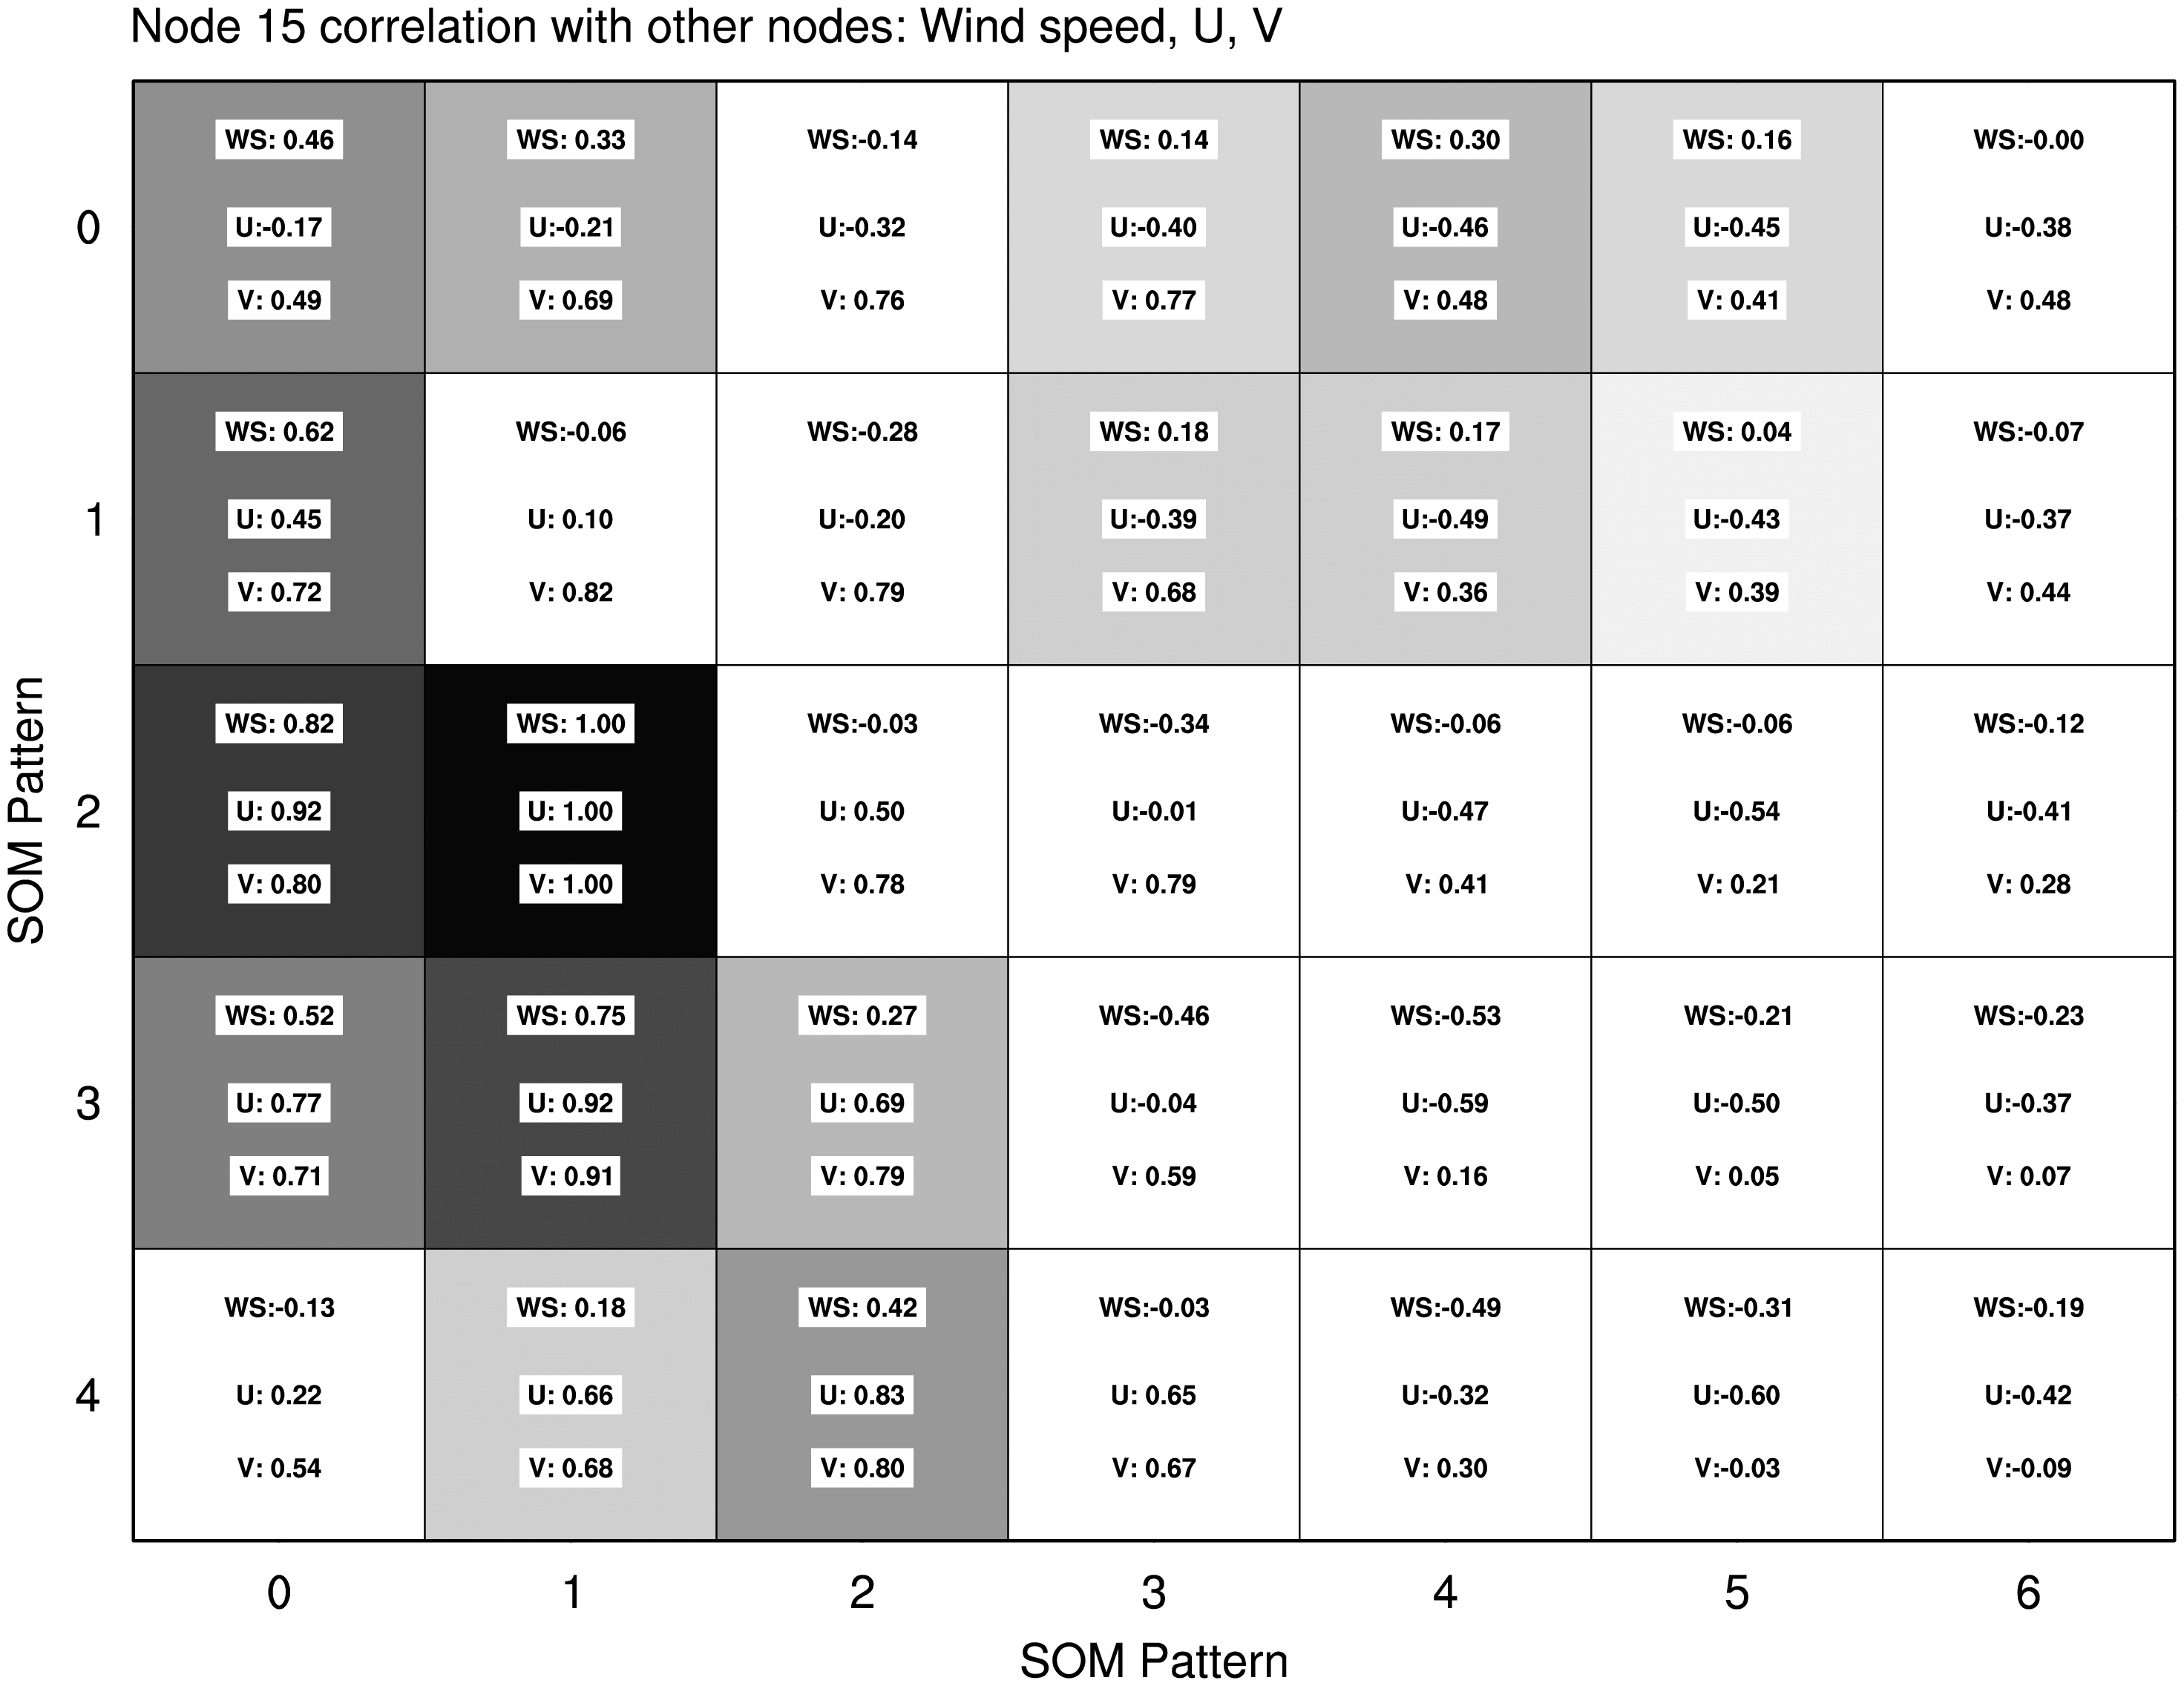 Node 15 correlation with other nodes: Wind speed, U, V
WS: 0.46 WS: 0.33 WS:-0.14 WS: 0.14 WS: 0.30 WS: 0.16 WS:-0.00
0 U:-0.17 U:-0.21 U:-0.32 U:-0.40 U:-0.46 U:-0.45 U:-0.38
V: 0.49 V: 0.69 V: 0.76 V: 0.77 V: 0.48 V: 0.41 V: 0.48
WS: 0.62 WS:-0.06 WS:-0.28 WS: 0.18 WS: 0.17 WS: 0.04 WS:-0.07
1 U: 0.45 U: 0.10 U:-0.20 U:-0.39 U:-0.49 U:-0.43 U:-0.37
V: 0.72 V: 0.82 V: 0.79 V: 0.68 V: 0.36 V: 0.39 V: 0.44
WS: 0.82 WS: 1.00 WS:-0.03 WS:-0.34 WS:-0.06 WS:-0.06 WS:-0.12
2 U: 0.92 U: 1.00 U: 0.50 U:-0.01 U:-0.47 U:-0.54 U:-0.41
V: 0.80 V: 1.00 V: 0.78 V: 0.79 V: 0.41 V: 0.21 V: 0.28
WS: 0.52 WS: 0.75 WS: 0.27 WS:-0.46 WS:-0.53 WS:-0.21 WS:-0.23
3 U: 0.77 U: 0.92 U: 0.69 U:-0.04 U:-0.59 U:-0.50 U:-0.37
V: 0.71 V: 0.91 V: 0.79 V: 0.59 V: 0.16 V: 0.05 V: 0.07
WS:-0.13 WS: 0.18 WS: 0.42 WS:-0.03 WS:-0.49 WS:-0.31 WS:-0.19
4 U: 0.22 U: 0.66 U: 0.83 U: 0.65 U:-0.32 U:-0.60 U:-0.42
V: 0.54 V: 0.68 V: 0.80 V: 0.67 V: 0.30 V:-0.03 V:-0.09
0 1 2 3 4 5 6
SOM Pattern
SOM Pattern